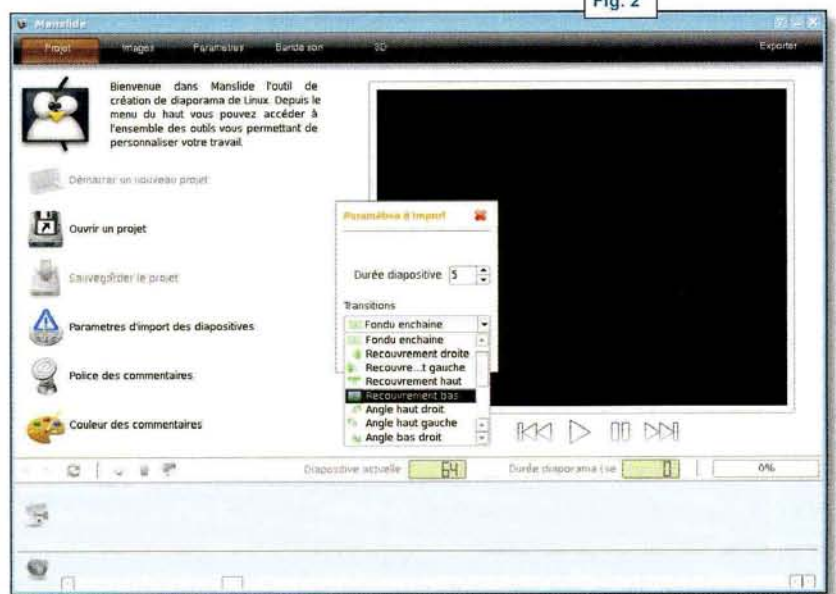 Fig. 2
Manslide
Projet Images Parametres Bande son 3D Exporter
Bienvenue dans Manslide l'outil de
création de diaporama de Linux. Depuis le
menu du haut vous pouvez accéder à
l'ensemble des outils vous permettant de
personnaliser votre travail.
Démarrer un nouveau projet
Ouvrir un projet
Sauvegarder le projet
Parametres d'import des diapositives
Police des commentaires
Couleur des commentaires
Paramètres d'import
Durée diapositive 5
Transitions
Fondu enchaine
Fondu enchaine
Recouvrement droite
Recouvre...t gauche
Recouvrement haut
Recouvrement bas
Angle haut droit
Angle haut gauche
Angle bas droit
Diapositive actuelle 64 Durée diaporama (se 0 0%